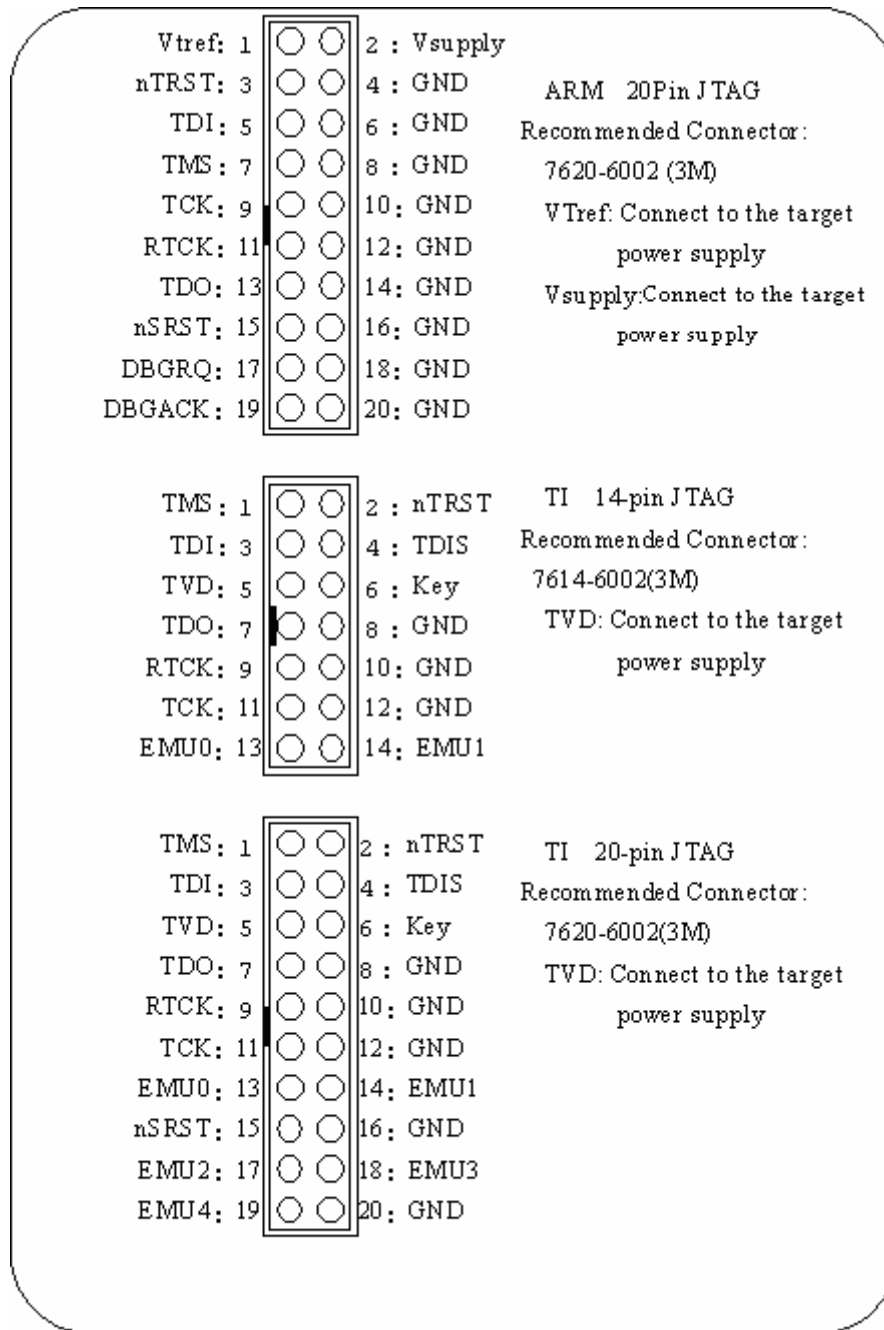 Vtref: 1 2 : Vsupply
nTRST: 3 4 : GND
TDI: 5 6 : GND
TMS: 7 8 : GND
TCK: 9 10: GND
RTCK: 11 12: GND
TDO: 13 14: GND
nSRST: 15 16: GND
DBGRQ: 17 18: GND
DBGACK: 19 20: GND
ARM 20Pin JTAG
Recommended Connector:
7620-6002 (3M)
VTref: Connect to the target
power supply
Vsupply:Connect to the target
power supply
TMS: 1 2 : nTRST
TDI: 3 4 : TDIS
TVD: 5 6 : Key
TDO: 7 8 : GND
RTCK: 9 10: GND
TCK: 11 12: GND
EMU0: 13 14: EMU1
TI 14-pin JTAG
Recommended Connector:
7614-6002(3M)
TVD: Connect to the target
power supply
TMS: 1 2 : nTRST
TDI: 3 4 : TDIS
TVD: 5 6 : Key
TDO: 7 8 : GND
RTCK: 9 10: GND
TCK: 11 12: GND
EMU0: 13 14: EMU1
nSRST: 15 16: GND
EMU2: 17 18: EMU3
EMU4: 19 20: GND
TI 20-pin JTAG
Recommended Connector:
7620-6002(3M)
TVD: Connect to the target
power supply